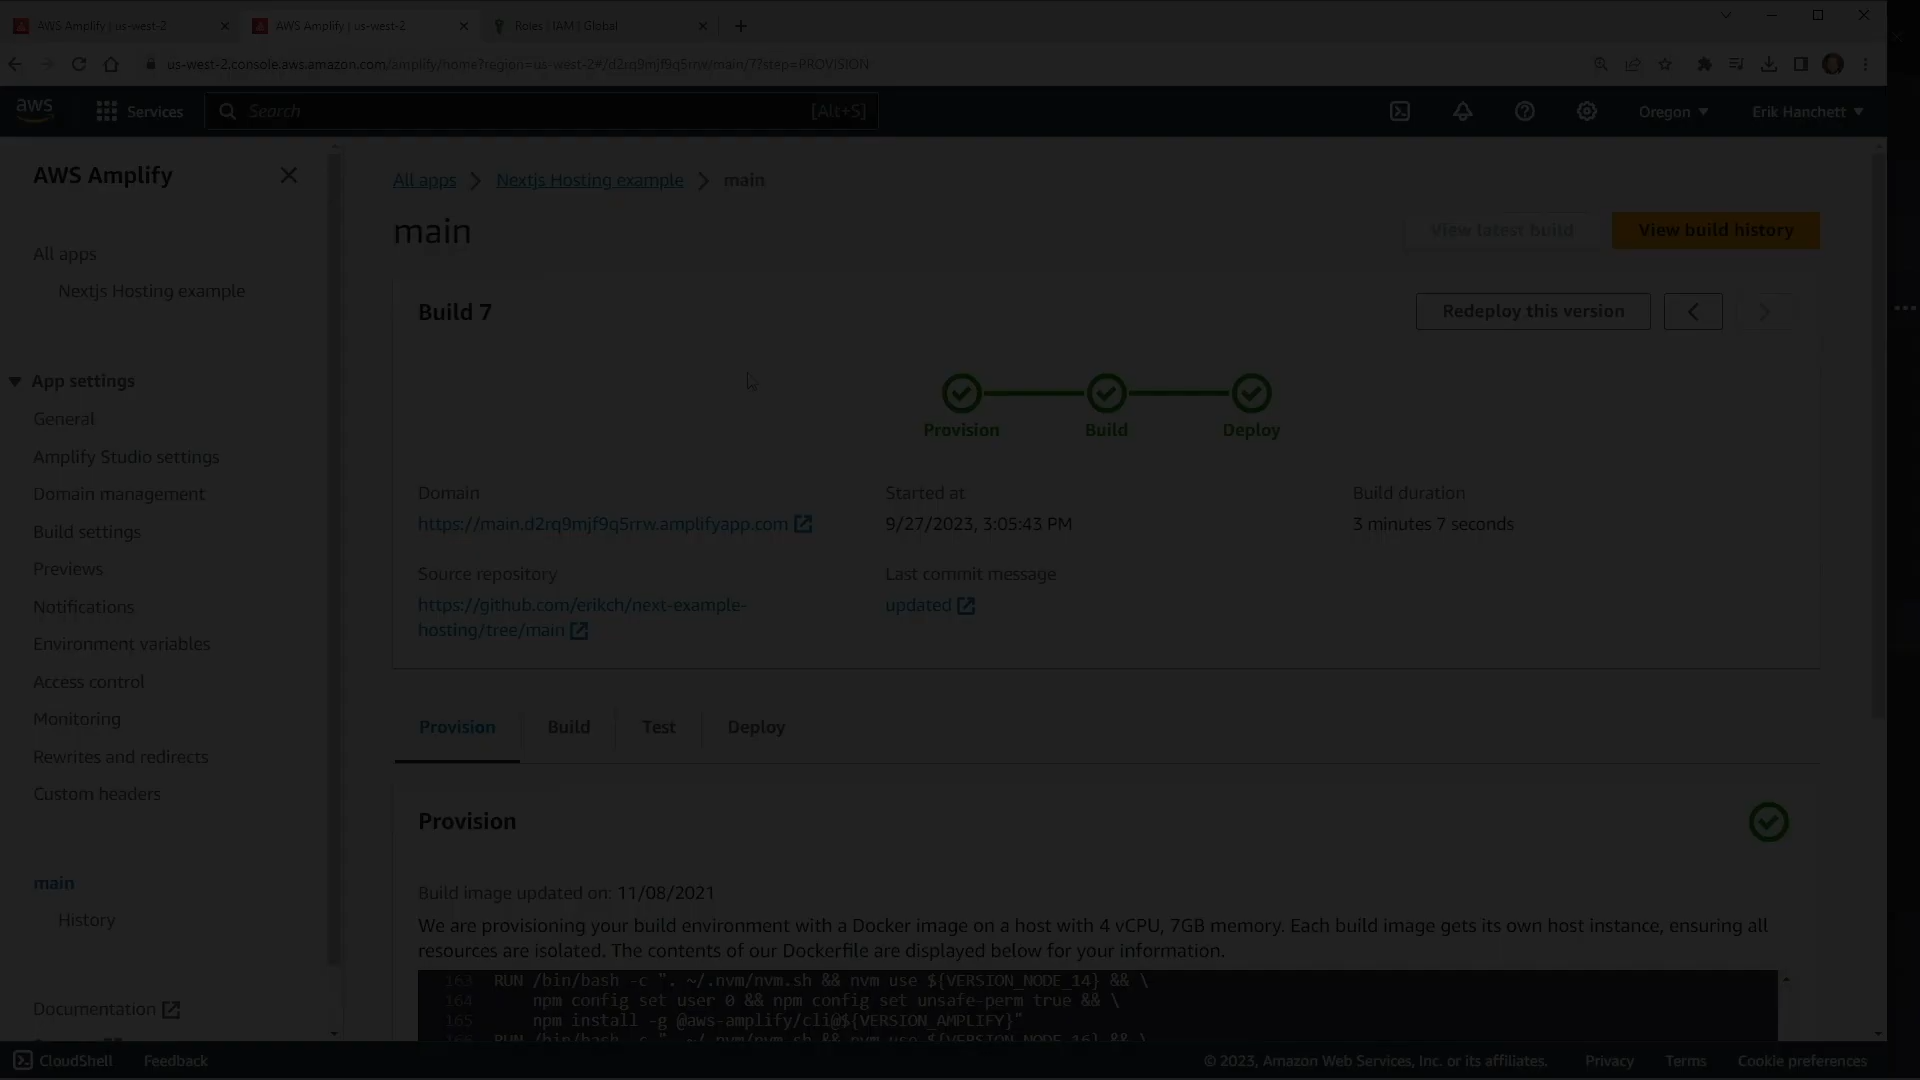 AWS Amplify | us-west-2
AWS Amplify | us-west-2
Roles | IAM | Global
us-west-2.console.aws.amazon.com/amplify/home?region=us-west-2#/d2rq9mjf9q5rrw/main/7?step=PROVISION
aws
Services
Search
[Alt+S]
Oregon
Erik Hanchett
AWS Amplify
All apps
Nextjs Hosting example
App settings
General
Amplify Studio settings
Domain management
Build settings
Previews
Notifications
Environment variables
Access control
Monitoring
Rewrites and redirects
Custom headers
main
History
Documentation
All apps
Nextjs Hosting example
main
main
View latest build
View build history
Build 7
Redeploy this version
Provision
Build
Deploy
Domain
https://main.d2rq9mjf9q5rrw.amplifyapp.com
Started at
9/27/2023, 3:05:43 PM
Build duration
3 minutes 7 seconds
Source repository
https://github.com/erikch/next-example-
hosting/tree/main
Last commit message
updated
Provision
Build
Test
Deploy
Provision
Build image updated on: 11/08/2021
We are provisioning your build environment with a Docker image on a host with 4 vCPU, 7GB memory. Each build image gets its own host instance, ensuring all
resources are isolated. The contents of our Dockerfile are displayed below for your information.
163 RUN /bin/bash -c ". ~/.nvm/nvm.sh && nvm use ${VERSION_NODE_14} && \
164 npm config set user 0 && npm config set unsafe-perm true && \
165 npm install -g @aws-amplify/cli@${VERSION_AMPLIFY}"
166 RUN /bin/bash -c ". ~/.nvm/nvm.sh && nvm use ${VERSION_NODE_16} && \
CloudShell
Feedback
© 2023, Amazon Web Services, Inc. or its affiliates.
Privacy
Terms
Cookie preferences